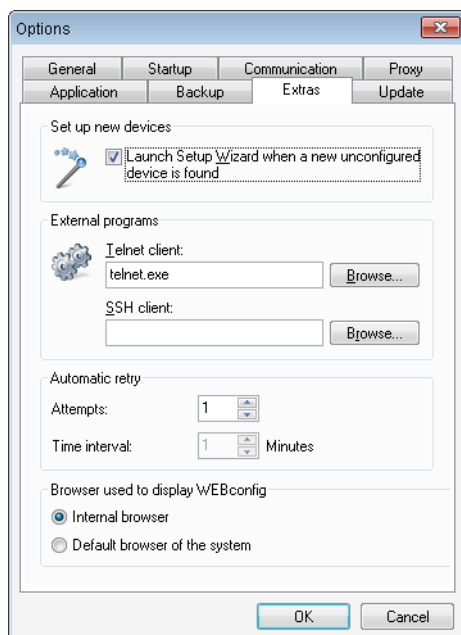 Options
General Startup Communication Proxy
Application Backup Extras Update
Set up new devices
Launch Setup Wizard when a new unconfigured
device is found
External programs
Telnet client:
telnet.exe Browse...
SSH client:
Browse...
Automatic retry
Attempts: 1
Time interval: 1 Minutes
Browser used to display WEBconfig
Internal browser
Default browser of the system
OK Cancel